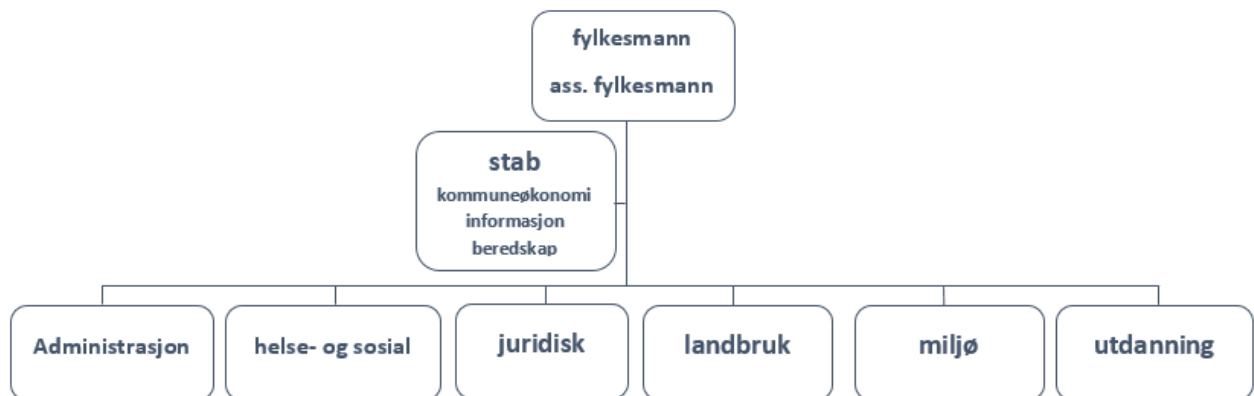 fylkesmann
ass. fylkesmann
stab
kommuneøkonomi
informasjon
beredskap
Administrasjon
helse- og sosial
juridisk
landbruk
miljø
utdanning